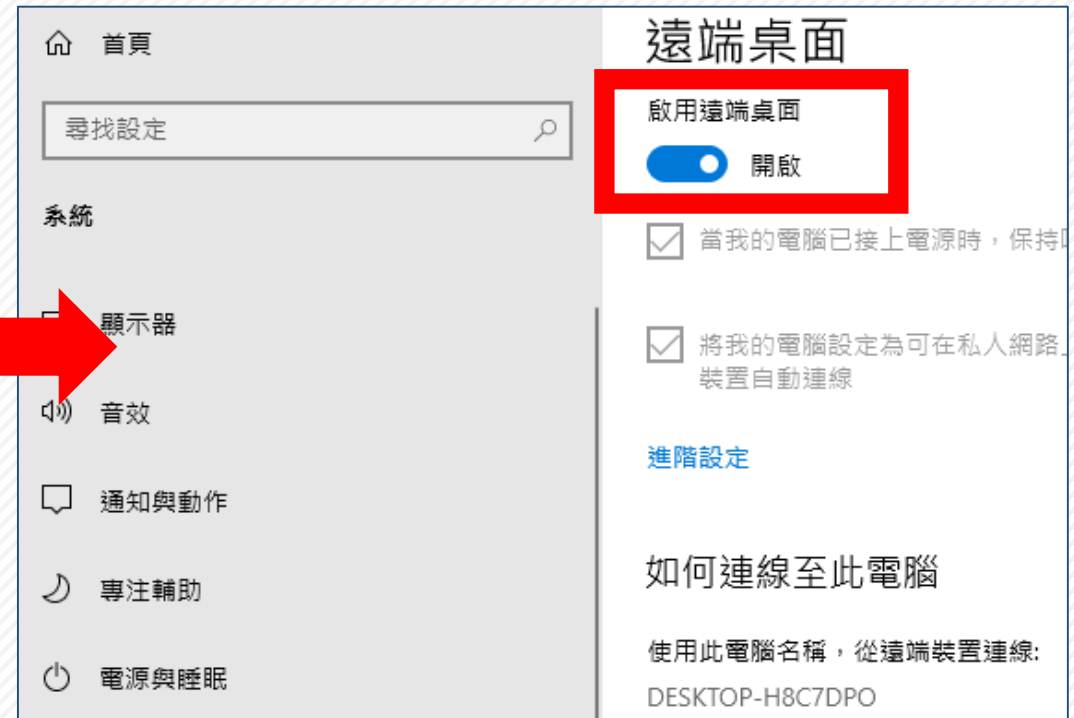 首頁
尋找設定
系統
顯示器
音效
通知與動作
專注輔助
電源與睡眠
遠端桌面
啟用遠端桌面
開啟
當我的電腦已接上電源時，保持
將我的電腦設定為可在私人網路上
裝置自動連線
進階設定
如何連線至此電腦
使用此電腦名稱，從遠端裝置連線:
DESKTOP-H8C7DPO